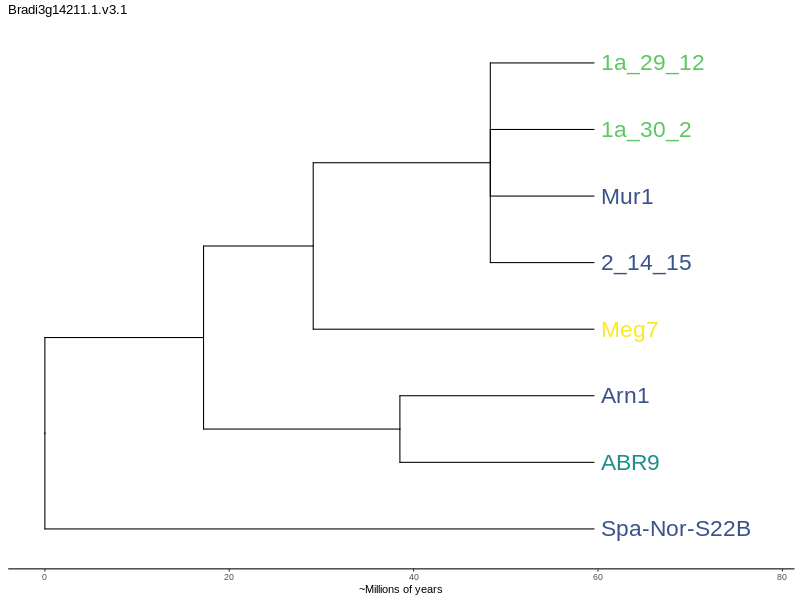 Bradi3g14211.1.v3.1
1a_29_12
1a_30_2
Mur1
2_14_15
Meg7
Arn1
ABR9
Spa-Nor-S22B
0 20 40 60 80
~Millions of years